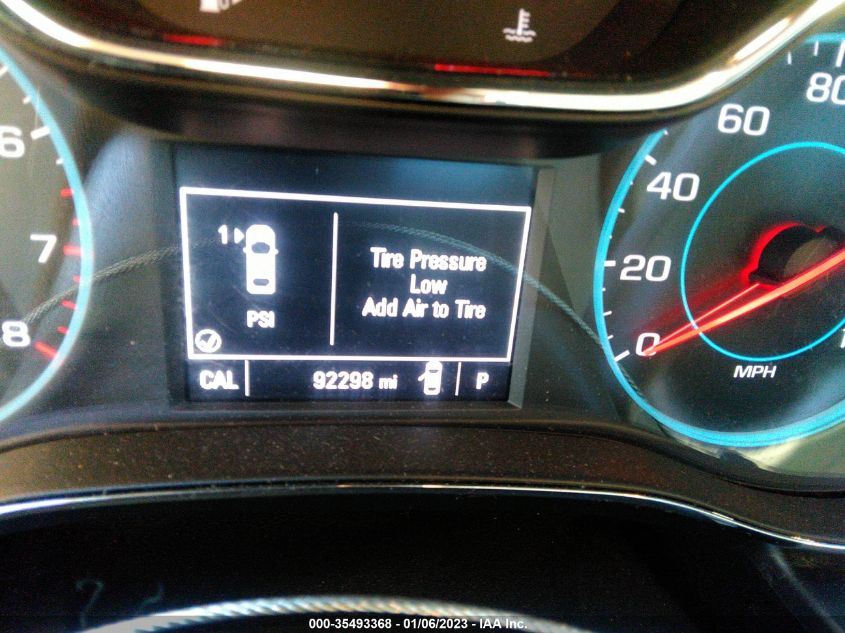 80
60
40
20
0
MPH
6
7
8
1
PSI
Tire Pressure
Low
Add Air to Tire
CAL
92298 mi
P
000-35493368 - 01/06/2023 - IAA Inc.